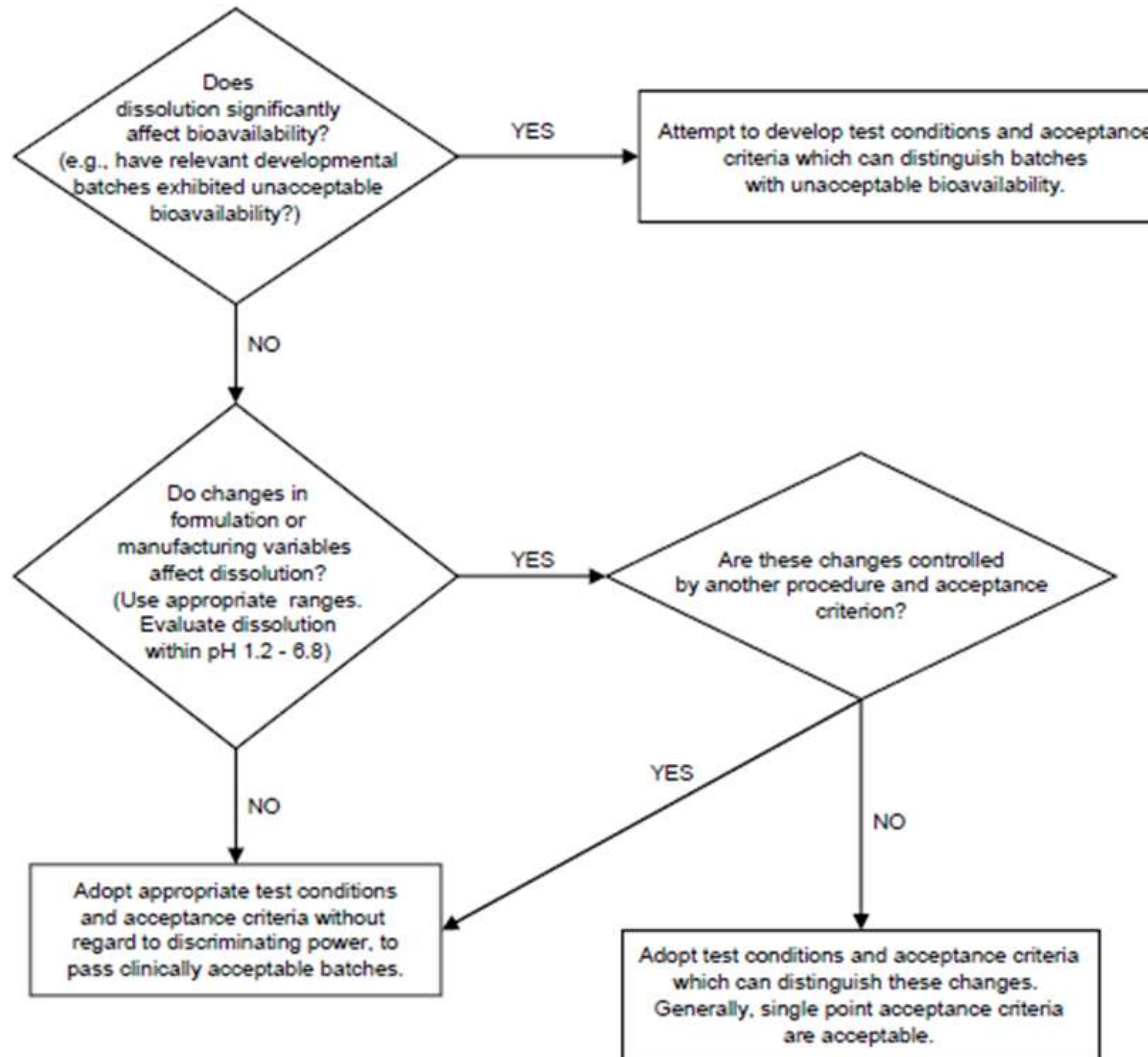 Does
dissolution significantly
affect bioavailability?
(e.g., have relevant developmental
batches exhibited unacceptable
bioavailability?)
YES
Attempt to develop test conditions and acceptance
criteria which can distinguish batches
with unacceptable bioavailability.
NO
Do changes in
formulation or
manufacturing variables
affect dissolution?
(Use appropriate ranges.
Evaluate dissolution
within pH 1.2 - 6.8)
YES
Are these changes controlled
by another procedure and acceptance
criterion?
YES
NO
NO
Adopt appropriate test conditions
and acceptance criteria without
regard to discriminating power, to
pass clinically acceptable batches.
Adopt test conditions and acceptance criteria
which can distinguish these changes.
Generally, single point acceptance criteria
are acceptable.